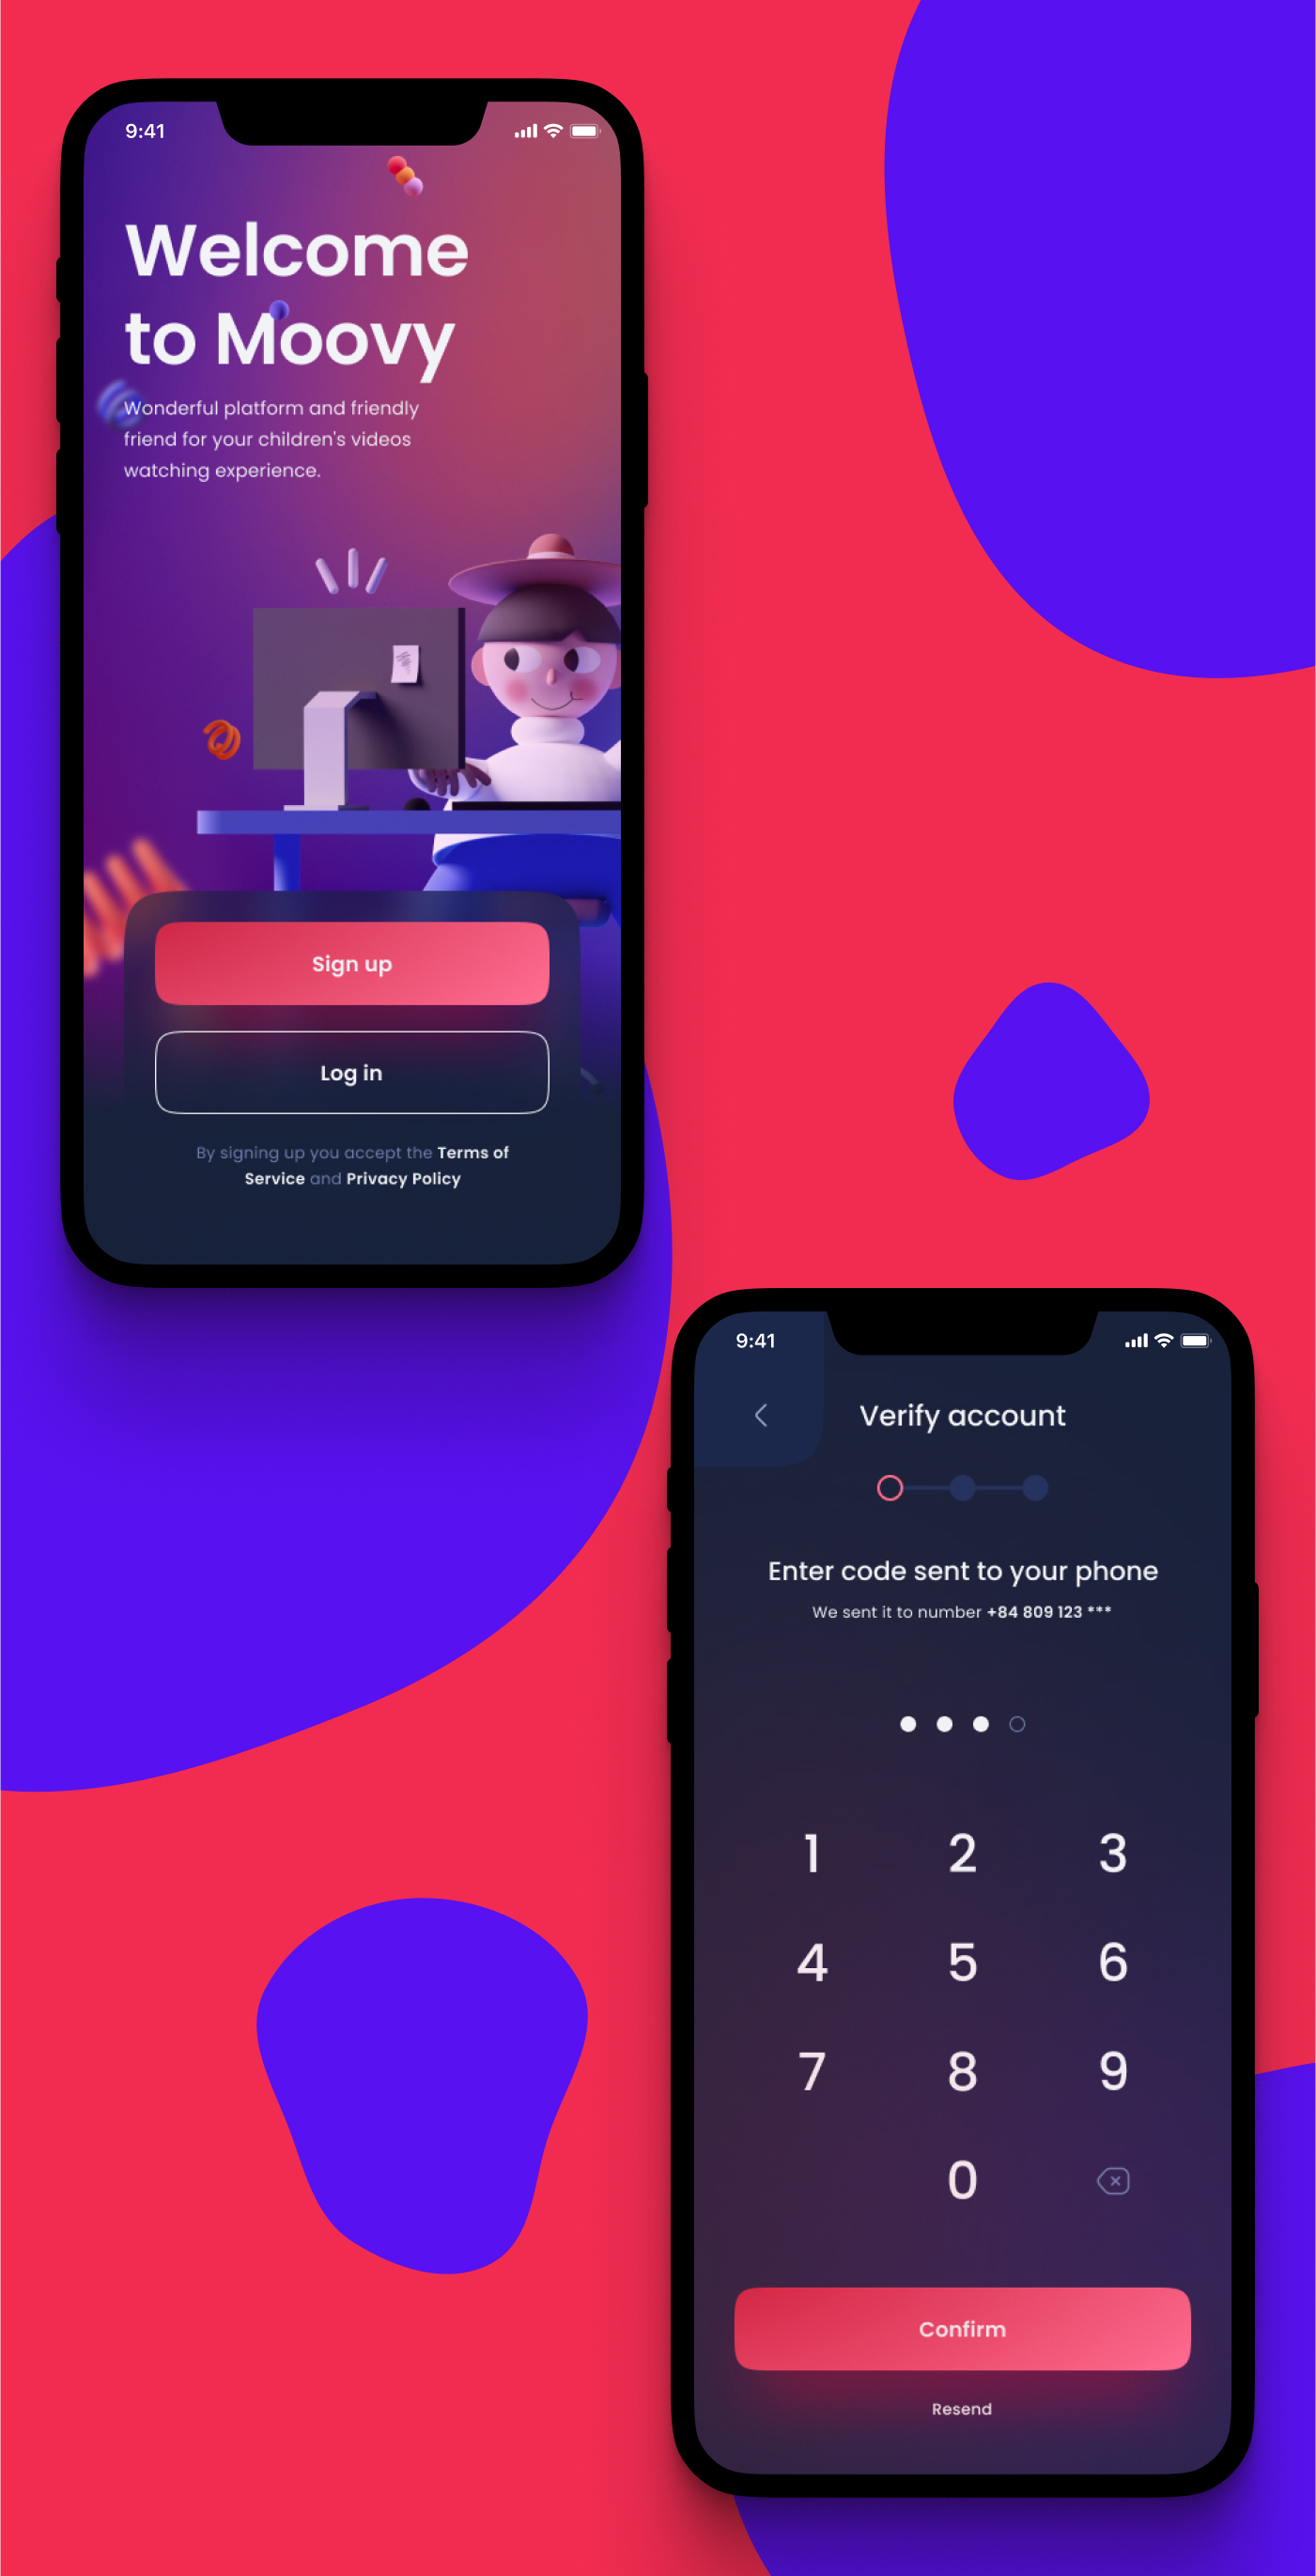 9:41
Welcome
to Moovy
Wonderful platform and friendly
friend for your children's videos
watching experience.
Sign up
Log in
By signing up you accept the Terms of
Service and Privacy Policy
9:41
Verify account
Enter code sent to your phone
We sent it to number +84 809 123 ***
1 2 3
4 5 6
7 8 9
0
Confirm
Resend